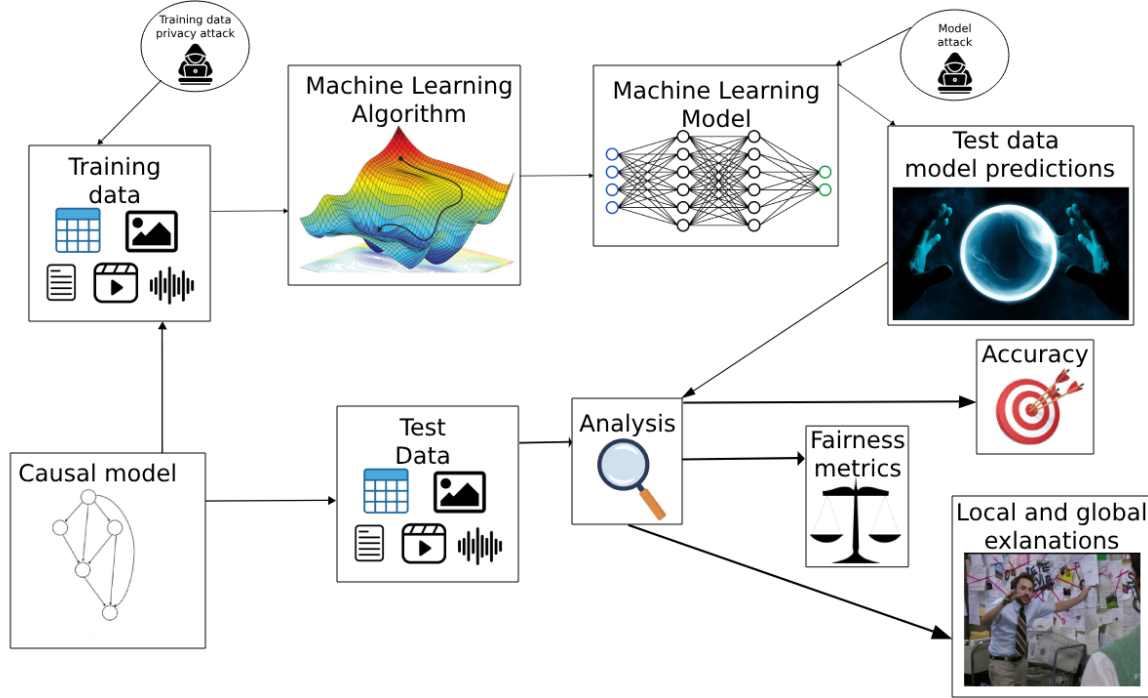 Training data
privacy attack
Model
attack
Machine Learning
Algorithm
Machine Learning
Model
Test data
model predictions
Training
data
Accuracy
Test
Data
Analysis
Fairness
metrics
Causal model
Local and global
exlanations